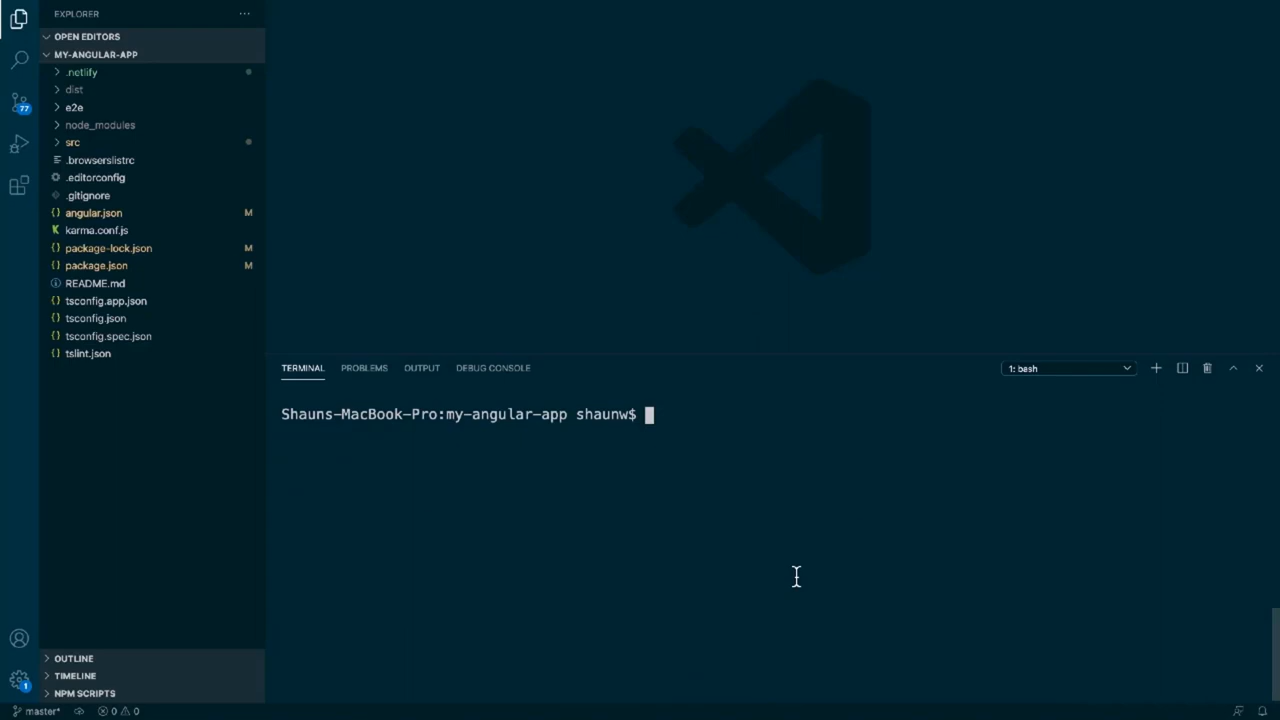 EXPLORER
OPEN EDITORS
MY-ANGULAR-APP
.netlify
dist
e2e
node_modules
src
.browserslistrc
.editorconfig
.gitignore
angular.json M
karma.conf.js
package-lock.json M
package.json M
README.md
tsconfig.app.json
tsconfig.json
tsconfig.spec.json
tslint.json
77
TERMINAL PROBLEMS OUTPUT DEBUG CONSOLE 1: bash
Shauns-MacBook-Pro:my-angular-app shaunw$
OUTLINE
TIMELINE
NPM SCRIPTS
1
master* 0 0